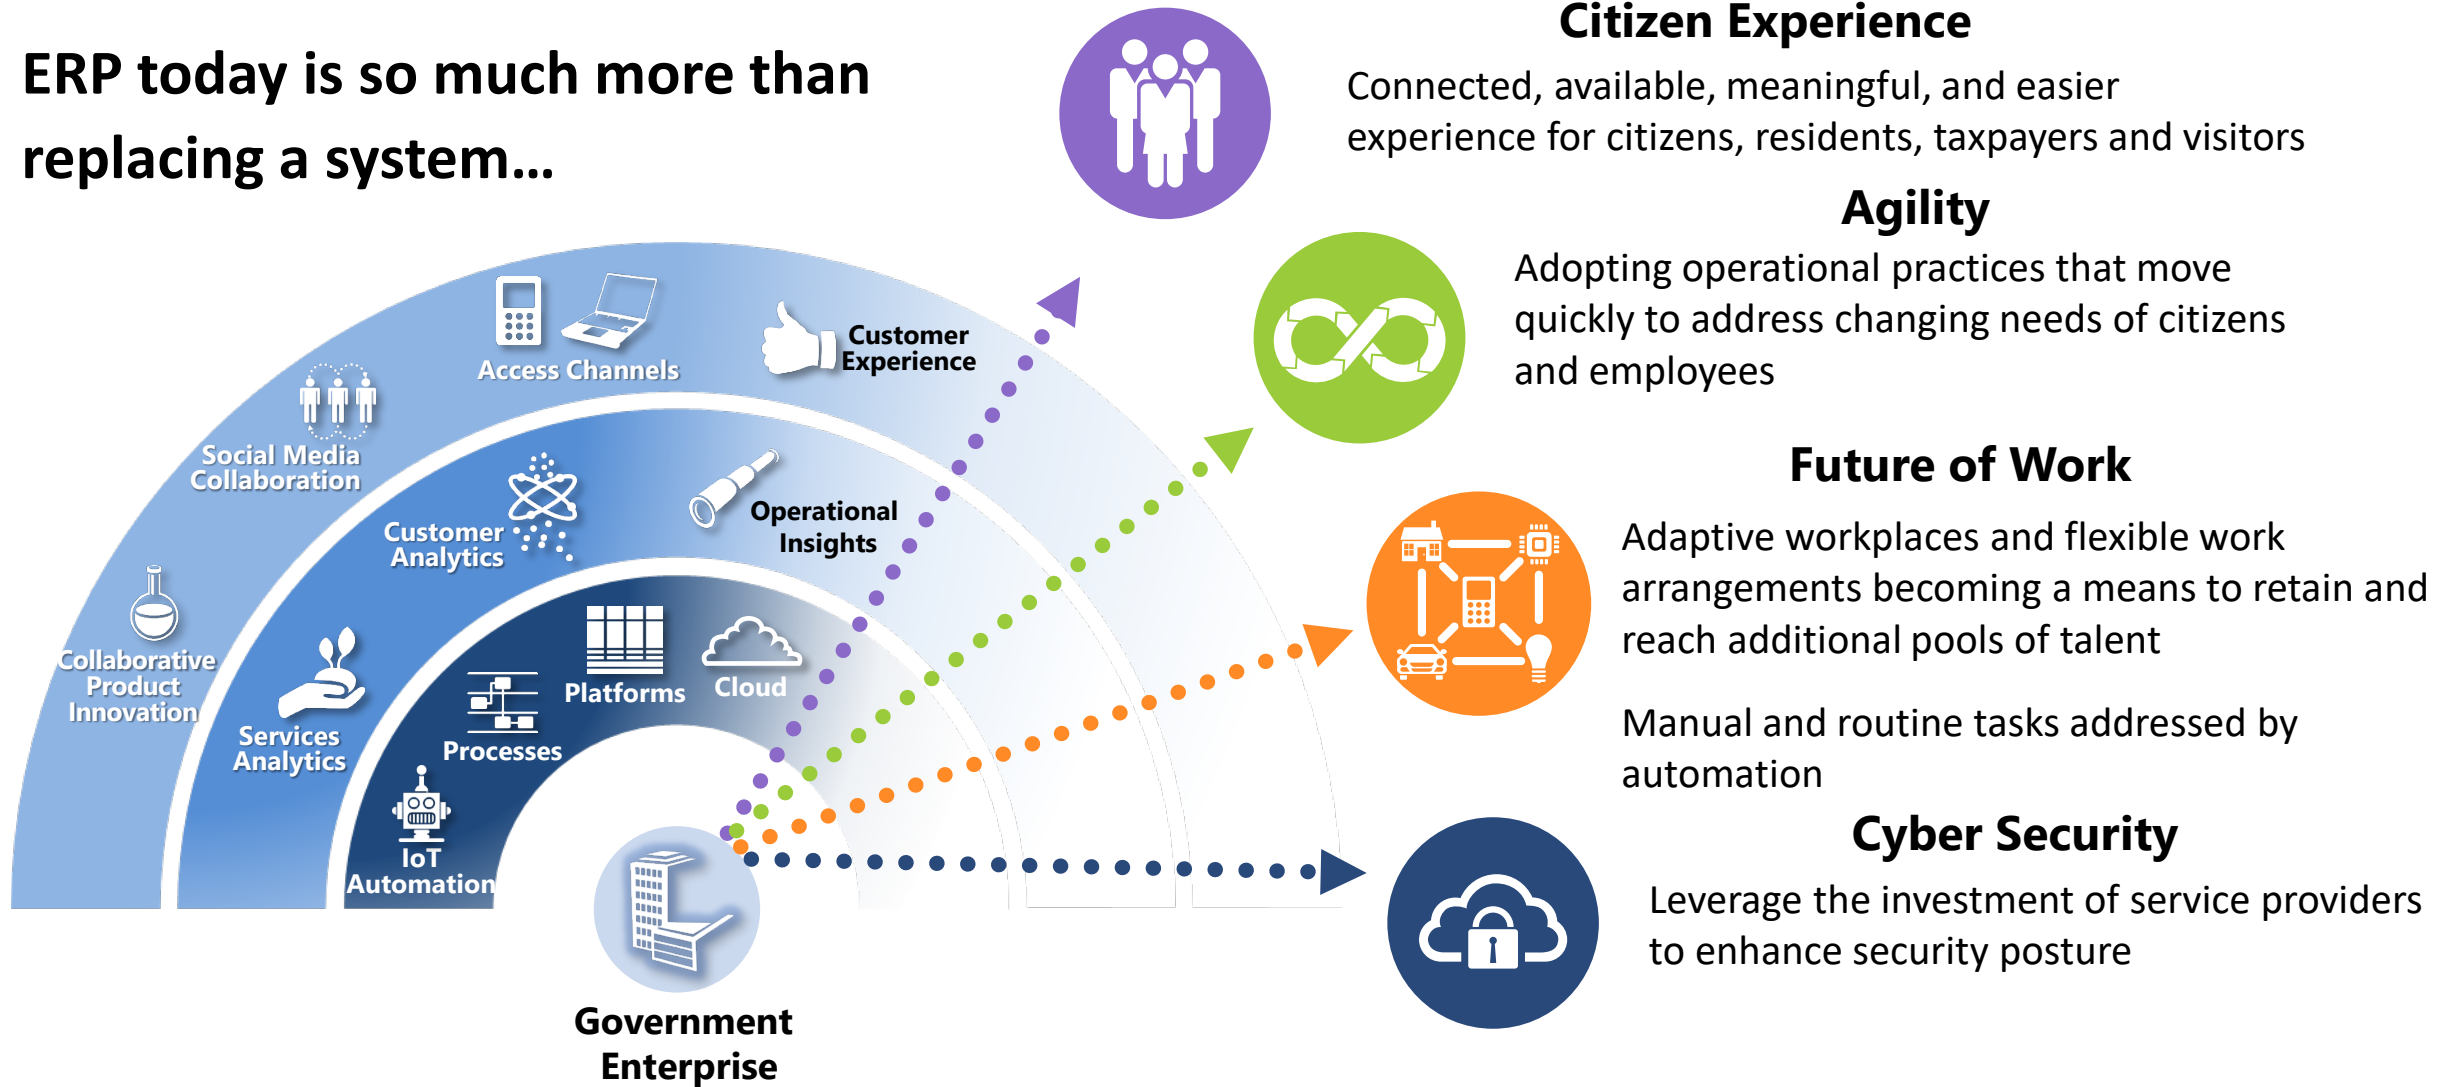 ERP today is so much more than
replacing a system...
Citizen Experience
Connected, available, meaningful, and easier
experience for citizens, residents, taxpayers and visitors
Agility
Adopting operational practices that move
quickly to address changing needs of citizens
and employees
Future of Work
Adaptive workplaces and flexible work
arrangements becoming a means to retain and
reach additional pools of talent
Manual and routine tasks addressed by
automation
Cyber Security
Leverage the investment of service providers
to enhance security posture
Access Channels
Customer
Experience
Social Media
Collaboration
Collaborative
Product
Innovation
Customer
Analytics
Operational
Insights
Services
Analytics
Platforms
Cloud
Processes
IoT
Automation
Government
Enterprise